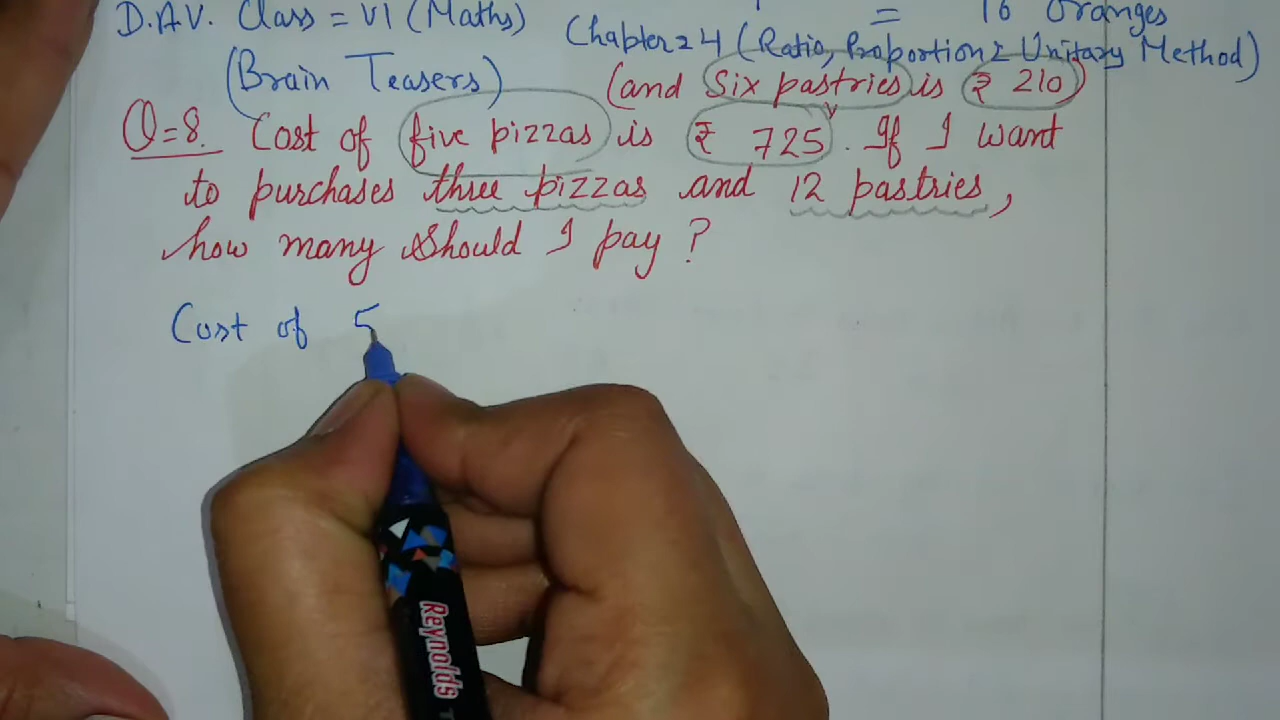 D.A.V. Class = VI (Maths)
= 16 Oranges
Chapter = 4 (Ratio, Proportion & Unitary Method)
(Brain Teasers)
(and Six pastries is ₹ 210)
Q=8. Cost of five pizzas is ₹ 725. If I want
to purchases three pizzas and 12 pastries,
how many should I pay ?
Cost of 5
Reynolds